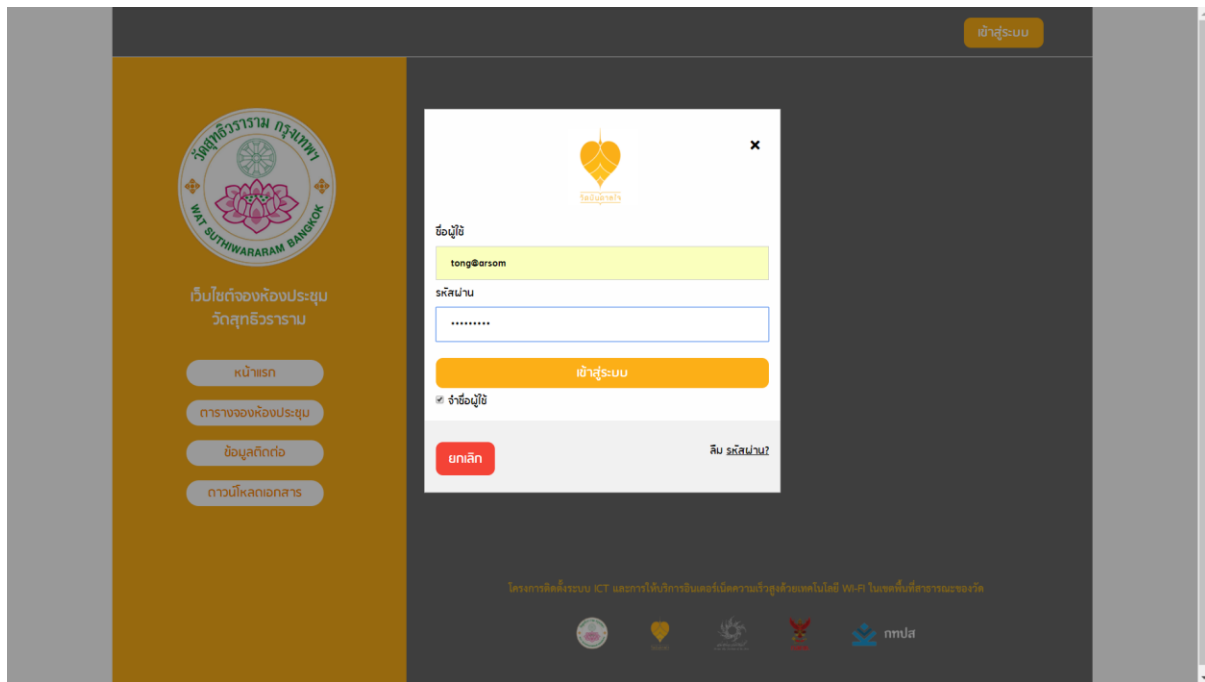 เข้าสู่ระบบ
วัดสุทธิวราราม กรุงเทพฯ
WAT SUTHIWARARAM BANGKOK
เว็บไซต์จองห้องประชุม
วัดสุทธิวราราม
หน้าแรก
ตารางจองห้องประชุม
ข้อมูลติดต่อ
ดาวน์โหลดเอกสาร
×
ชื่อผู้ใช้
tong@arsom
รหัสผ่าน
•••••••••
เข้าสู่ระบบ
จำชื่อผู้ใช้
ยกเลิก
ลืม รหัสผ่าน?
โครงการติดตั้งระบบ ICT และการให้บริการอินเตอร์เน็ตความเร็วสูงด้วยเทคโนโลยี WI-FI ในเขตพื้นที่สาธารณะของวัด
กทปส